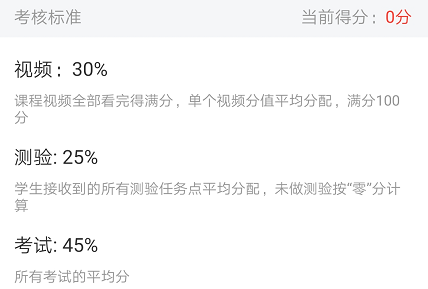 考核标准
当前得分：0分
视频：30%
课程视频全部看完得满分，单个视频分值平均分配，满分100
分
测验: 25%
学生接收到的所有测验任务点平均分配，未做测验按“零”分计
算
考试: 45%
所有考试的平均分